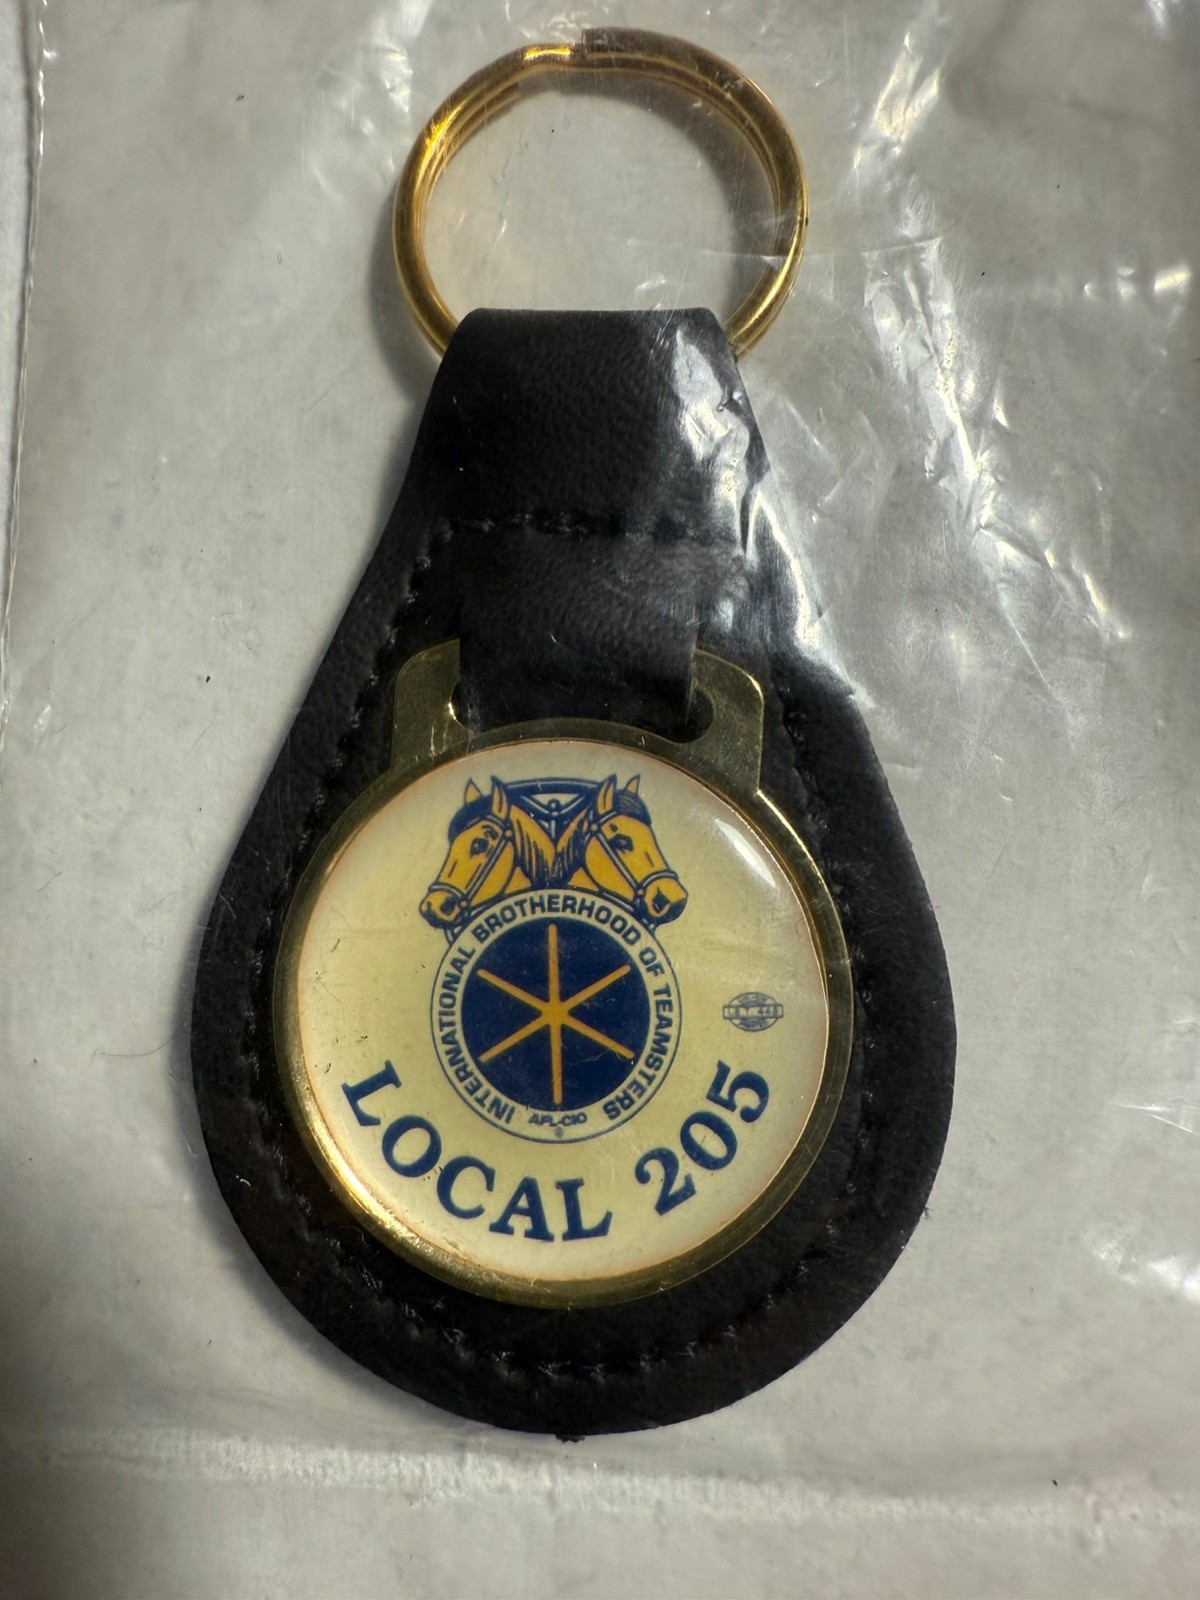 INTERNATIONAL BROTHERHOOD OF TEAMSTERS
AFL-CIO
®
LOCAL 205